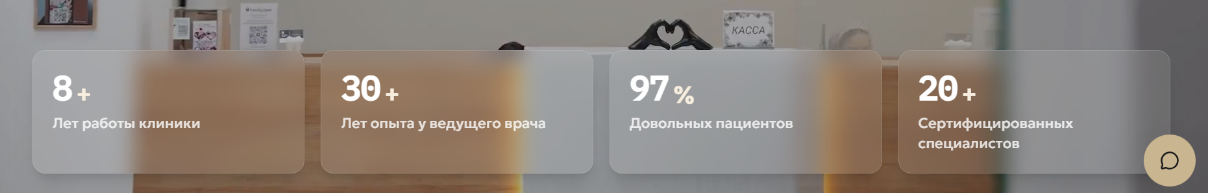 КАССА
8+
Лет работы клиники
30+
Лет опыта у ведущего врача
97%
Довольных пациентов
20+
Сертифицированных
специалистов